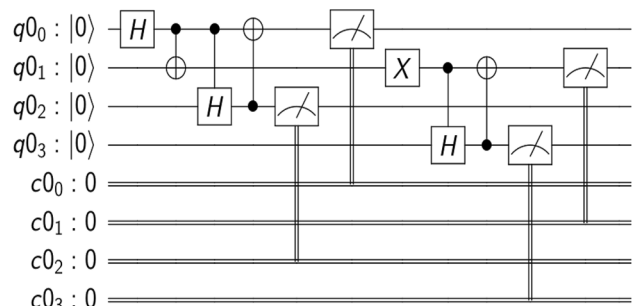 q0₀ : |0⟩ H
q0₁ : |0⟩ X
q0₂ : |0⟩ H
q0₃ : |0⟩ H
c0₀ : 0
c0₁ : 0
c0₂ : 0
c0₃ : 0